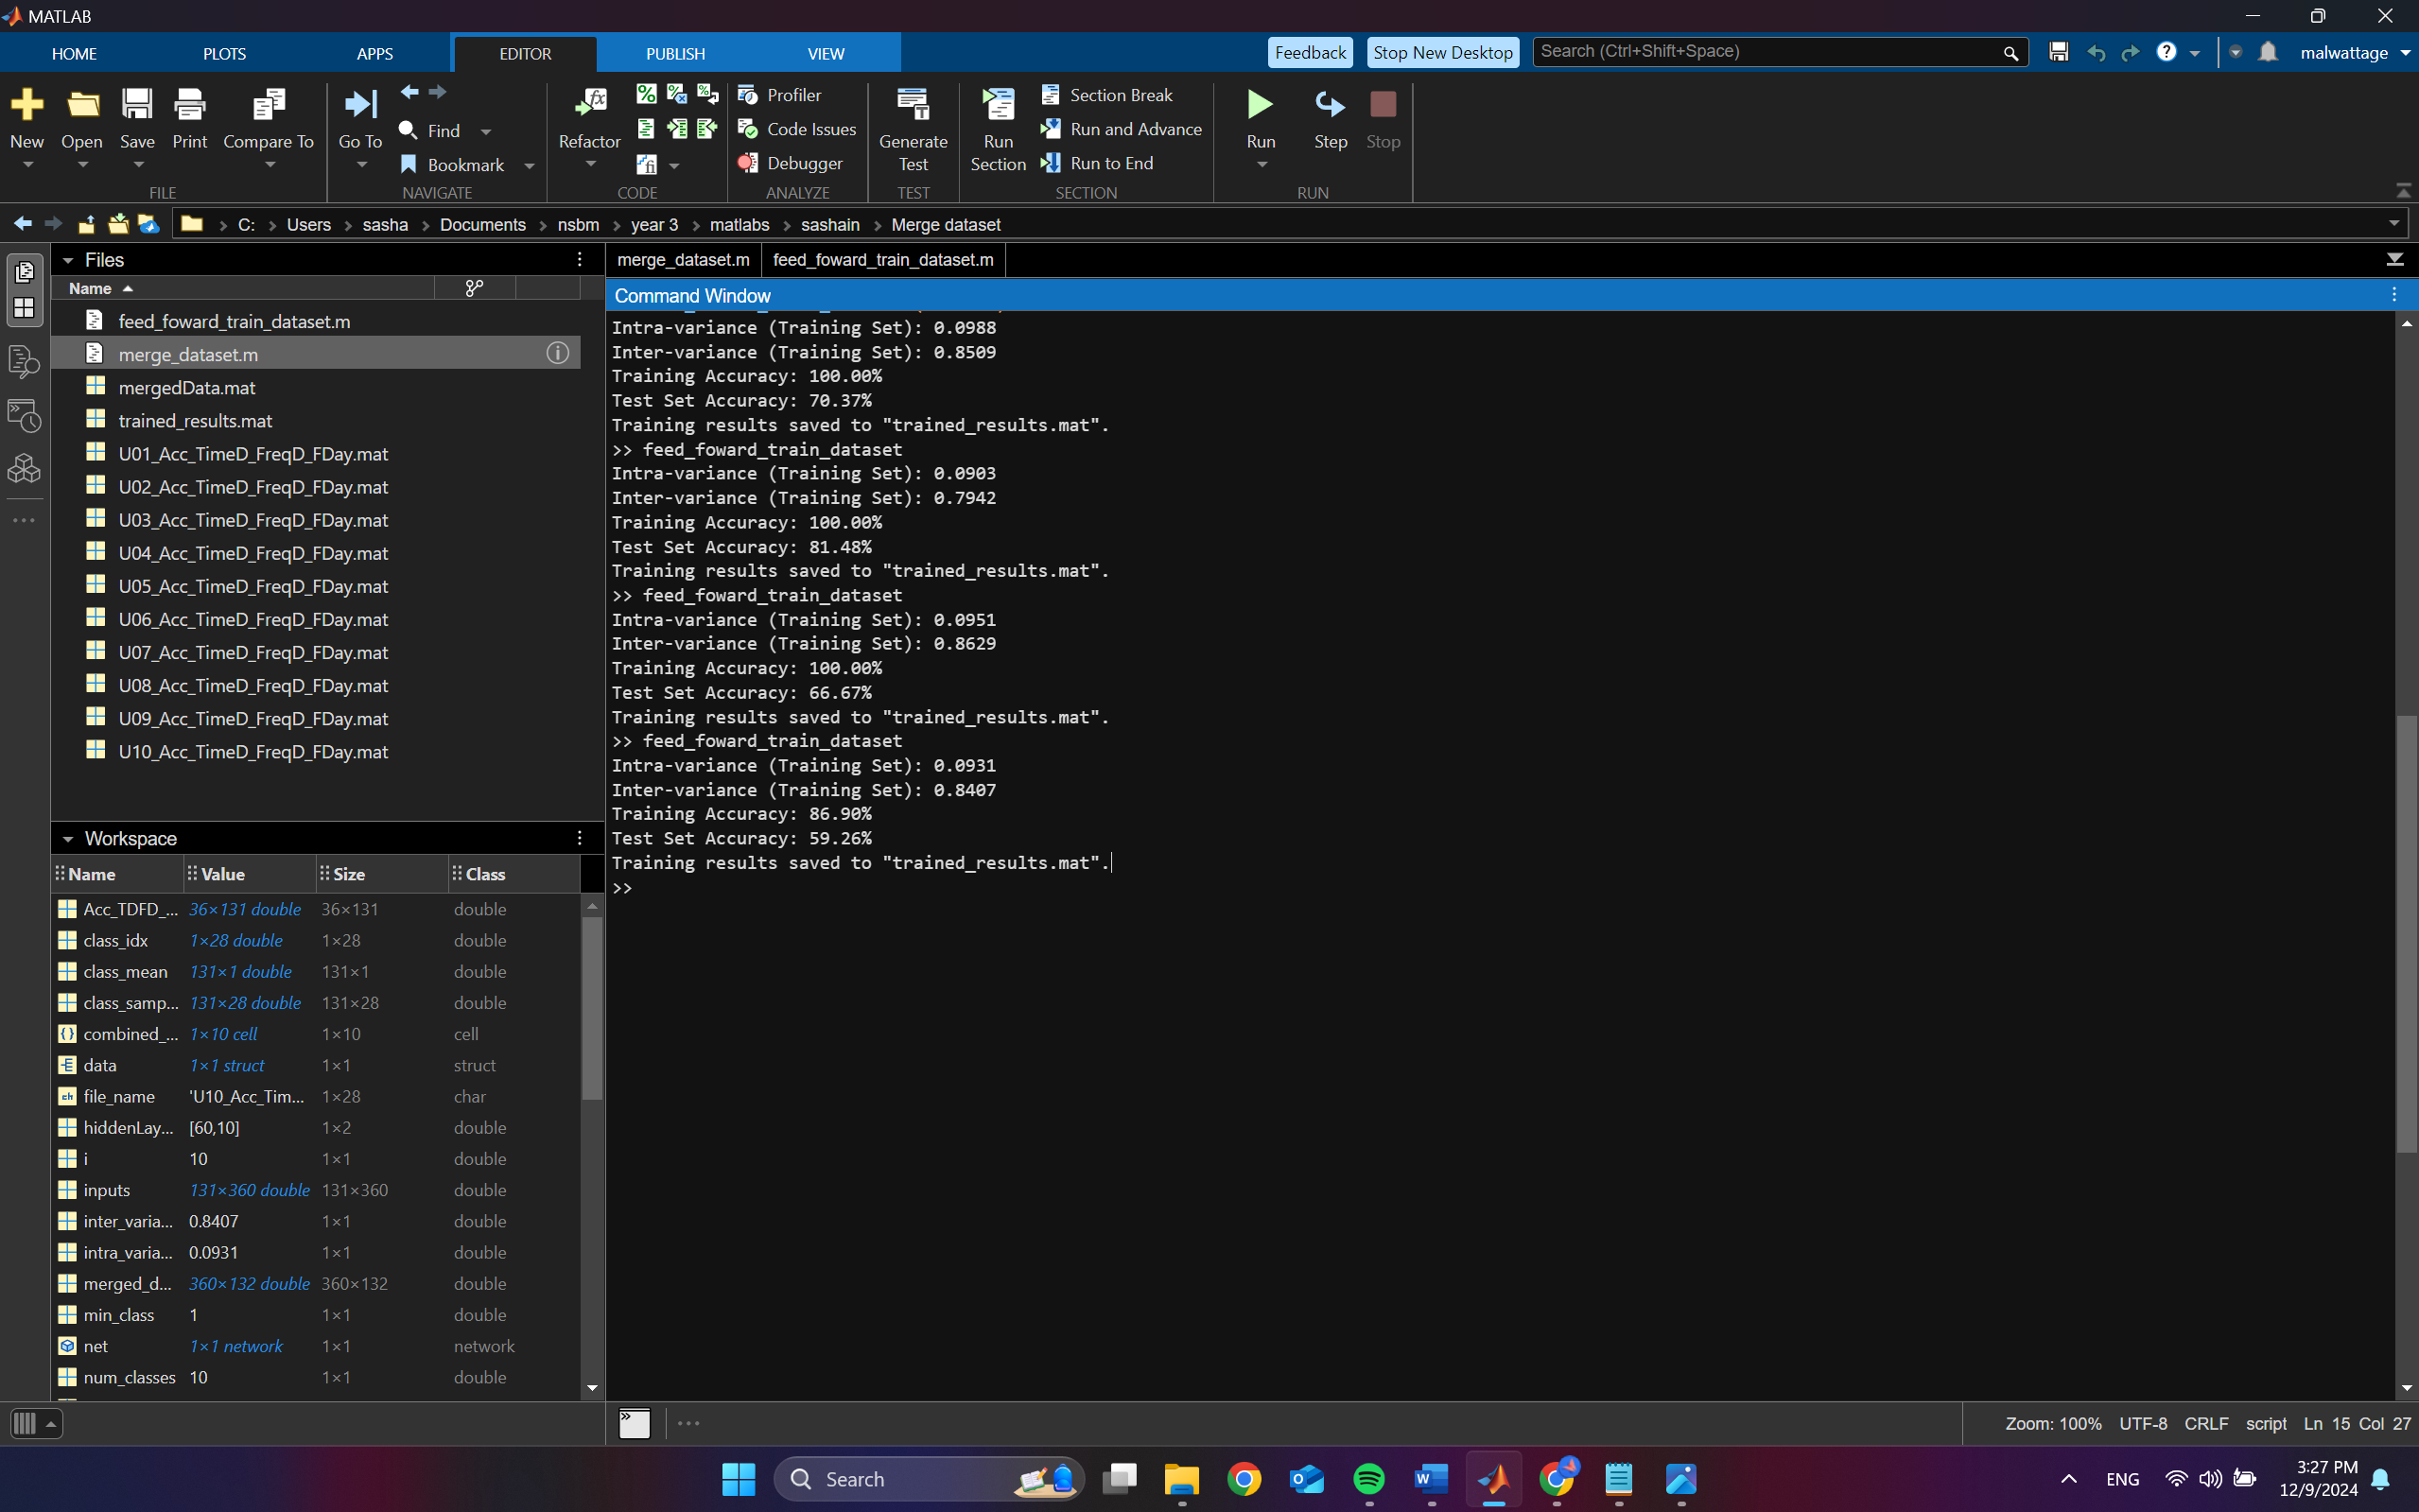 MATLAB
HOME PLOTS APPS EDITOR PUBLISH VIEW Feedback Stop New Desktop Search (Ctrl+Shift+Space) malwattage
New Open Save Print Compare To
FILE
Go To Find Bookmark
NAVIGATE
Refactor
CODE
Profiler
Code Issues
Debugger
ANALYZE
Generate Test
TEST
Run Section
Section Break
Run and Advance
Run to End
SECTION
Run Step Stop
RUN
C: Users sasha Documents nsbm year 3 matlabs sashain Merge dataset
Files
Name
feed_foward_train_dataset.m
merge_dataset.m
mergedData.mat
trained_results.mat
U01_Acc_TimeD_FreqD_FDay.mat
U02_Acc_TimeD_FreqD_FDay.mat
U03_Acc_TimeD_FreqD_FDay.mat
U04_Acc_TimeD_FreqD_FDay.mat
U05_Acc_TimeD_FreqD_FDay.mat
U06_Acc_TimeD_FreqD_FDay.mat
U07_Acc_TimeD_FreqD_FDay.mat
U08_Acc_TimeD_FreqD_FDay.mat
U09_Acc_TimeD_FreqD_FDay.mat
U10_Acc_TimeD_FreqD_FDay.mat
Workspace
Name Value Size Class
Acc_TDFD_... 36×131 double 36×131 double
class_idx 1×28 double 1×28 double
class_mean 131×1 double 131×1 double
class_samp... 131×28 double 131×28 double
combined_... 1×10 cell 1×10 cell
data 1×1 struct 1×1 struct
file_name 'U10_Acc_Tim... 1×28 char
hiddenLay... [60,10] 1×2 double
i 10 1×1 double
inputs 131×360 double 131×360 double
inter_varia... 0.8407 1×1 double
intra_varia... 0.0931 1×1 double
merged_d... 360×132 double 360×132 double
min_class 1 1×1 double
net 1×1 network 1×1 network
num_classes 10 1×1 double
merge_dataset.m feed_foward_train_dataset.m
Command Window
Intra-variance (Training Set): 0.0988
Inter-variance (Training Set): 0.8509
Training Accuracy: 100.00%
Test Set Accuracy: 70.37%
Training results saved to "trained_results.mat".
>> feed_foward_train_dataset
Intra-variance (Training Set): 0.0903
Inter-variance (Training Set): 0.7942
Training Accuracy: 100.00%
Test Set Accuracy: 81.48%
Training results saved to "trained_results.mat".
>> feed_foward_train_dataset
Intra-variance (Training Set): 0.0951
Inter-variance (Training Set): 0.8629
Training Accuracy: 100.00%
Test Set Accuracy: 66.67%
Training results saved to "trained_results.mat".
>> feed_foward_train_dataset
Intra-variance (Training Set): 0.0931
Inter-variance (Training Set): 0.8407
Training Accuracy: 86.90%
Test Set Accuracy: 59.26%
Training results saved to "trained_results.mat".
>>
Zoom: 100% UTF-8 CRLF script Ln 15 Col 27
Search
ENG
3:27 PM
12/9/2024